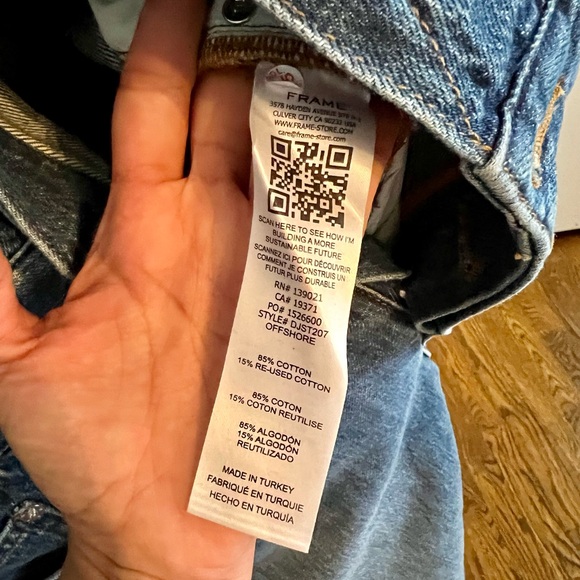 FRAME
3578 HAYDEN AVENUE
CULVER CITY CA 90232 USA
WWW.FRAME-STORE.COM
care@frame-store.com
SCAN HERE TO SEE HOW I'M
BUILDING A MORE
SUSTAINABLE FUTURE
SCANNEZ ICI POUR DÉCOUVRIR
COMMENT JE CONSTRUIS UN
FUTUR PLUS DURABLE
RN# 139021
CA# 19371
PO# 1526600
STYLE# DJST207
OFFSHORE
85% COTTON
15% RE-USED COTTON
85% COTON
15% COTON REUTILISE
85% ALGODÓN
15% ALGODÓN
REUTILIZADO
MADE IN TURKEY
FABRIQUÉ EN TURQUIE
HECHO EN TURQUÍA